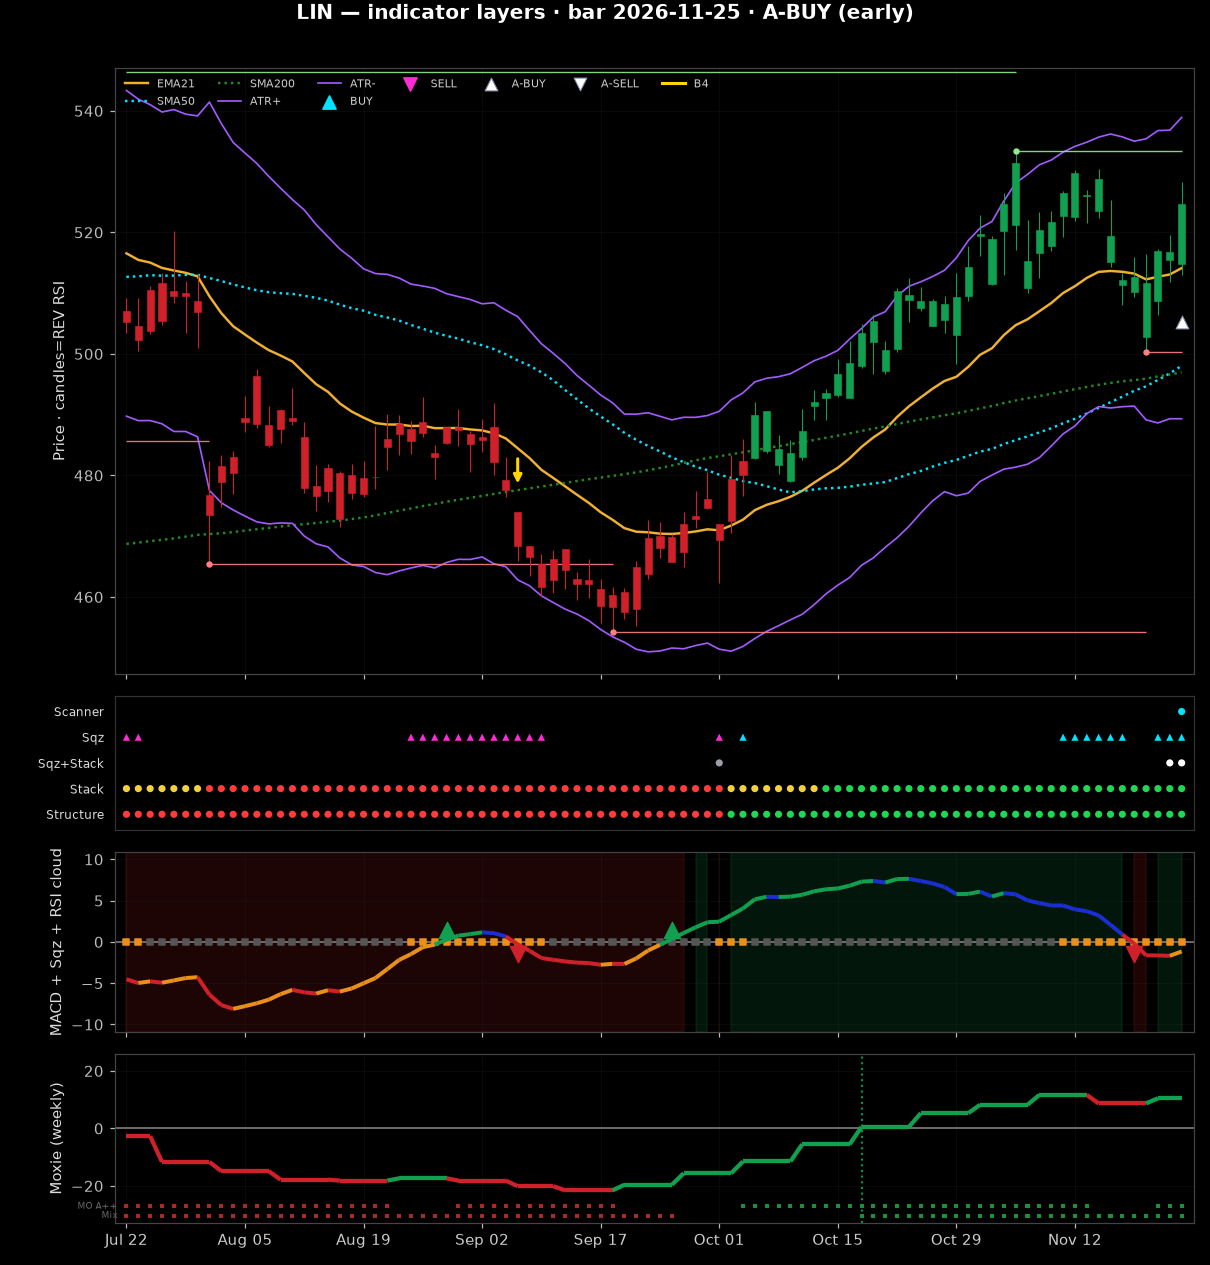 LIN — indicator layers · bar 2026-11-25 · A-BUY (early)
EMA21 SMA200 ATR- SELL A-BUY A-SELL B4
SMA50 ATR+ BUY
Price · candles=REV RSI
540
520
500
480
460
Scanner
Sqz
Sqz+Stack
Stack
Structure
MACD + Sqz + RSI cloud
10
5
0
−5
−10
Moxie (weekly)
20
0
−20
MO A++
Mix
Jul 22 Aug 05 Aug 19 Sep 02 Sep 17 Oct 01 Oct 15 Oct 29 Nov 12